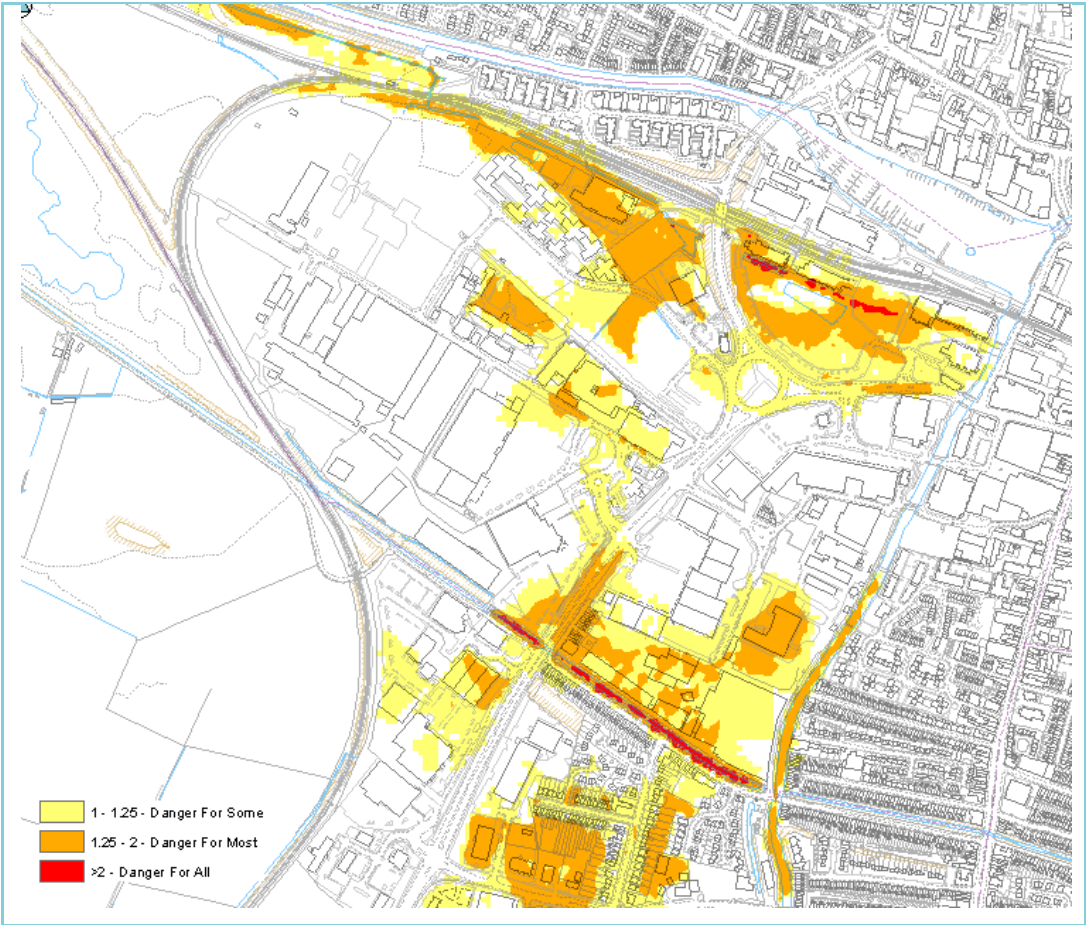 1 - 1.25 - Danger For Some
1.25 - 2 - Danger For Most
>2 - Danger For All